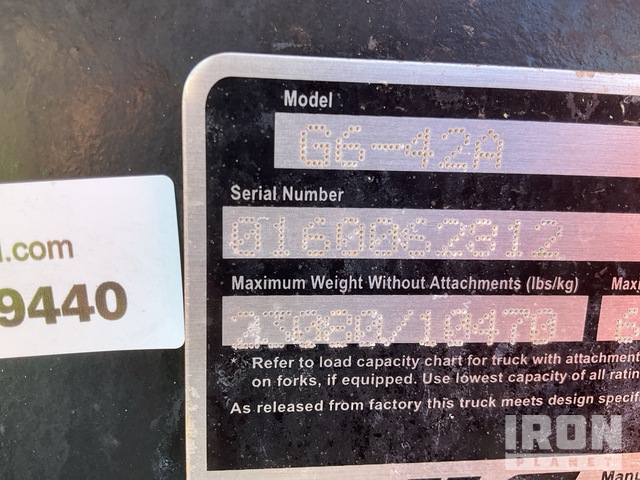 Model
G6-42A
Serial Number
0160062812
Maximum Weight Without Attachments (lbs/kg)
23080/10470
Refer to load capacity chart for truck with attachment
on forks, if equipped. Use lowest capacity of all ratin
As released from factory this truck meets design specif
Manu
l.com
9440
IRON
PLANET